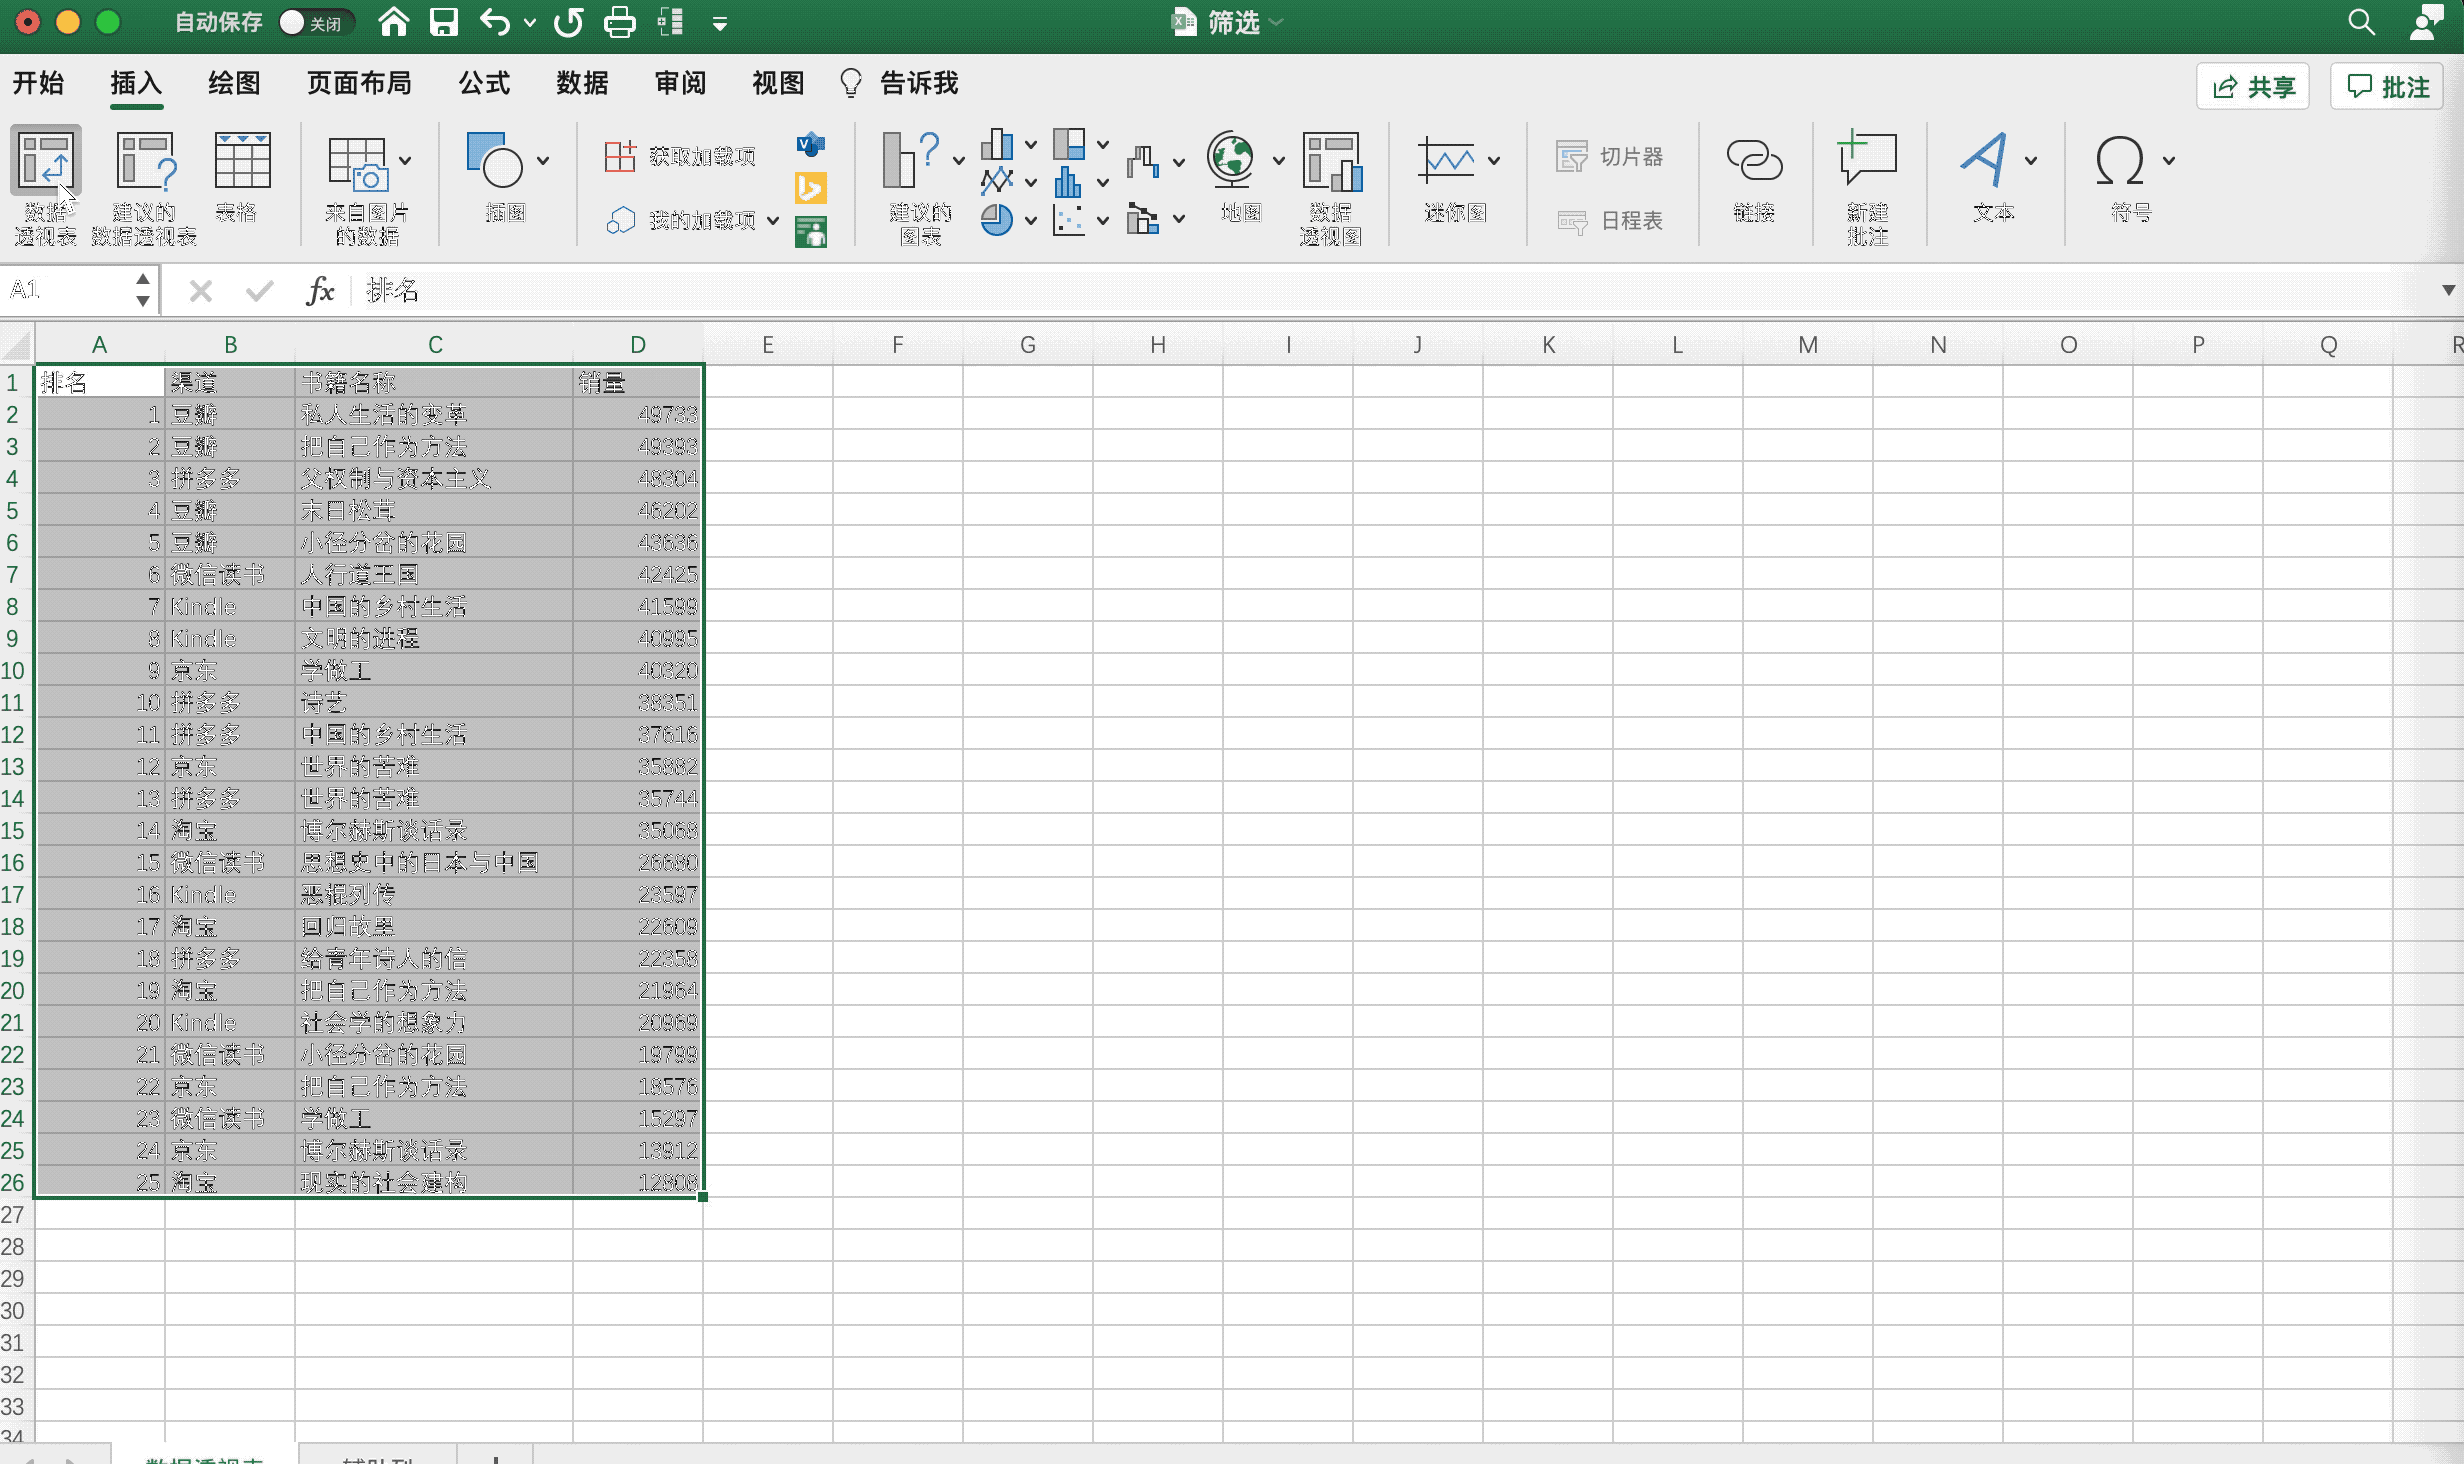 自动保存 关闭 筛选
开始 插入 绘图 页面布局 公式 数据 审阅 视图 告诉我 共享 批注
数据透视表 建议的数据透视表 表格 来自图片的数据 插图 获取加载项 我的加载项 建议的图表 地图 数据透视图 迷你图 切片器 日程表 链接 新建批注 文本 符号
A1 fx 排名
A B C D E F G H I J K L M N O P Q R
1 排名 渠道 书籍名称 销量
2 1 豆瓣 私人生活的变革 49733
3 2 豆瓣 把自己作为方法 49393
4 3 拼多多 父权制与资本主义 48304
5 4 豆瓣 末日松茸 46202
6 5 豆瓣 小径分岔的花园 43636
7 6 微信读书 人行道王国 42425
8 7 Kindle 中国的乡村生活 41599
9 8 Kindle 文明的进程 40995
10 9 京东 学做工 40320
11 10 拼多多 诗艺 38351
12 11 拼多多 中国的乡村生活 37616
13 12 京东 世界的苦难 35882
14 13 拼多多 世界的苦难 35744
15 14 淘宝 博尔赫斯谈话录 35068
16 15 微信读书 思想史中的日本与中国 26680
17 16 Kindle 恶棍列传 23597
18 17 淘宝 回归故里 22609
19 18 拼多多 给青年诗人的信 22358
20 19 淘宝 把自己作为方法 21964
21 20 Kindle 社会学的想象力 20969
22 21 微信读书 小径分岔的花园 19799
23 22 京东 把自己作为方法 18576
24 23 微信读书 学做工 15297
25 24 京东 博尔赫斯谈话录 13912
26 25 淘宝 现实的社会建构 12808
27
28
29
30
31
32
33
34
数据透视表 辅助列